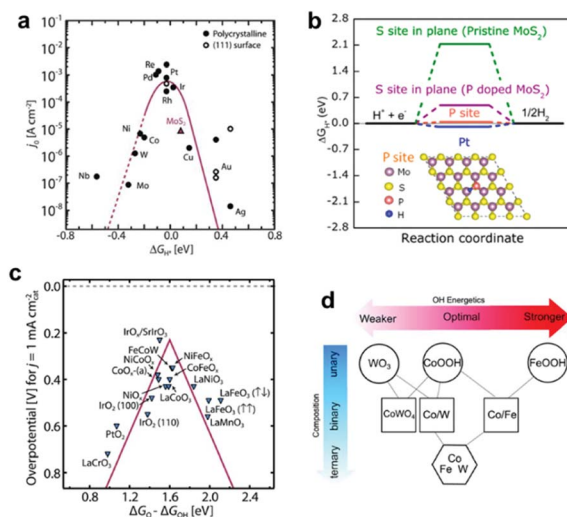 a
Polycrystalline
(111) surface
10⁻¹
10⁻²
10⁻³
10⁻⁴
10⁻⁵
10⁻⁶
10⁻⁷
10⁻⁸
j₀ [A cm⁻²]
Re
Pt
Pd
Ir
Rh
Ni
MoS₂
Co
W
Cu
Nb
Mo
Au
Ag
-0.8 -0.4 0.0 0.4 0.8
ΔG_H* [eV]
b
S site in plane (Pristine MoS₂)
S site in plane (P doped MoS₂)
H⁺ + e⁻
P site
1/2H₂
Pt
P site
Mo
S
P
H
2.1
1.4
0.7
0.0
-0.7
-1.4
-2.1
-2.8
ΔG_H* (eV)
Reaction coordinate
c
Overpotential [V] for j = 1 mA cm⁻²cat
0.0
0.2
0.4
0.6
0.8
IrOₓ/SrIrO₃
FeCoW
NiFeOₓ
NiCoOₓ
CoFeOₓ
CoOₓ-(a)
LaNiO₃
NiOₓ
LaCoO₃
LaFeO₃ (↑↓)
IrO₂ (100)
LaFeO₃ (↑↑)
IrO₂ (110)
LaMnO₃
PtO₂
LaCrO₃
0.8 1.2 1.6 2.0 2.4
ΔG_O - ΔG_OH [eV]
d
OH Energetics
Weaker Optimal Stronger
Composition
unary
binary
ternary
WO₃
CoOOH
FeOOH
CoWO₄
Co/W
Co/Fe
Co
Fe W